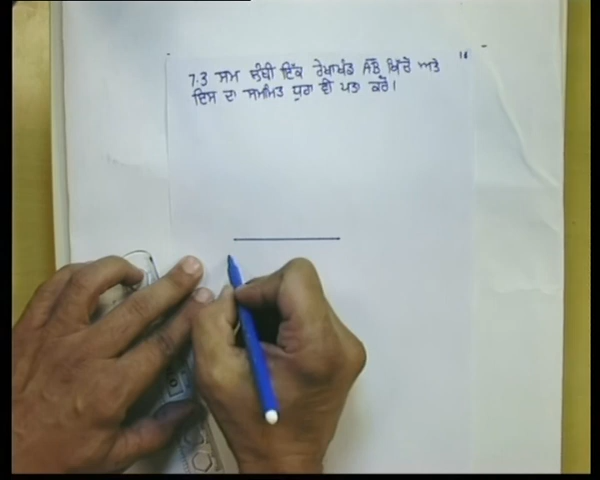 7.3 ਸਮ ਲੰਬੀ ਇੱਕ ਰੇਖਾਖੰਡ ਖਿੱਚੋ ਅਤੇ
ਇਸ ਦਾ ਸਮਮਿਤ ਧੁਰਾ ਵੀ ਪਤਾ ਕਰੋ।